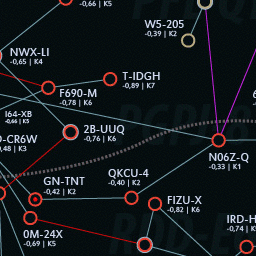 -0,66 | K5
W5-205
-0,39 | K2
NWX-LI
-0,65 | K4
T-IDGH
-0,89 | K7
F690-M
-0,78 | K6
I64-XB
-0,66 | K5
2B-UUQ
-0,76 | K6
-CR6W
-0,48 | K3
N06Z-Q
-0,33 | K1
QKCU-4
-0,40 | K2
GN-TNT
-0,42 | K2
FIZU-X
-0,82 | K6
0M-24X
-0,69 | K5
IRD-H
-0,74 | K